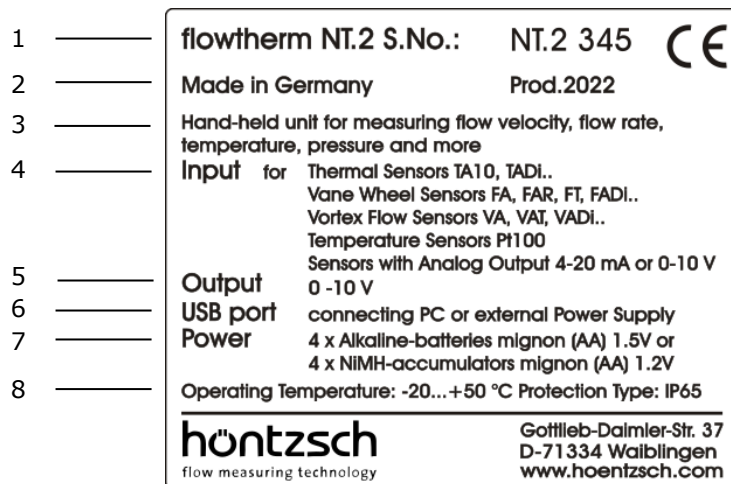 1 flowtherm NT.2 S.No.: NT.2 345 CE
2 Made in Germany Prod.2022
3 Hand-held unit for measuring flow velocity, flow rate,
temperature, pressure and more
4 Input for Thermal Sensors TA10, TADi..
Vane Wheel Sensors FA, FAR, FT, FADi..
Vortex Flow Sensors VA, VAT, VADi..
Temperature Sensors Pt100
Sensors with Analog Output 4-20 mA or 0-10 V
5 Output 0 -10 V
6 USB port connecting PC or external Power Supply
7 Power 4 x Alkaline-batteries mignon (AA) 1.5V or
4 x NiMH-accumulators mignon (AA) 1.2V
8 Operating Temperature: -20...+50 °C Protection Type: IP65
höntzsch
flow measuring technology
Gottlieb-Daimler-Str. 37
D-71334 Waiblingen
www.hoentzsch.com